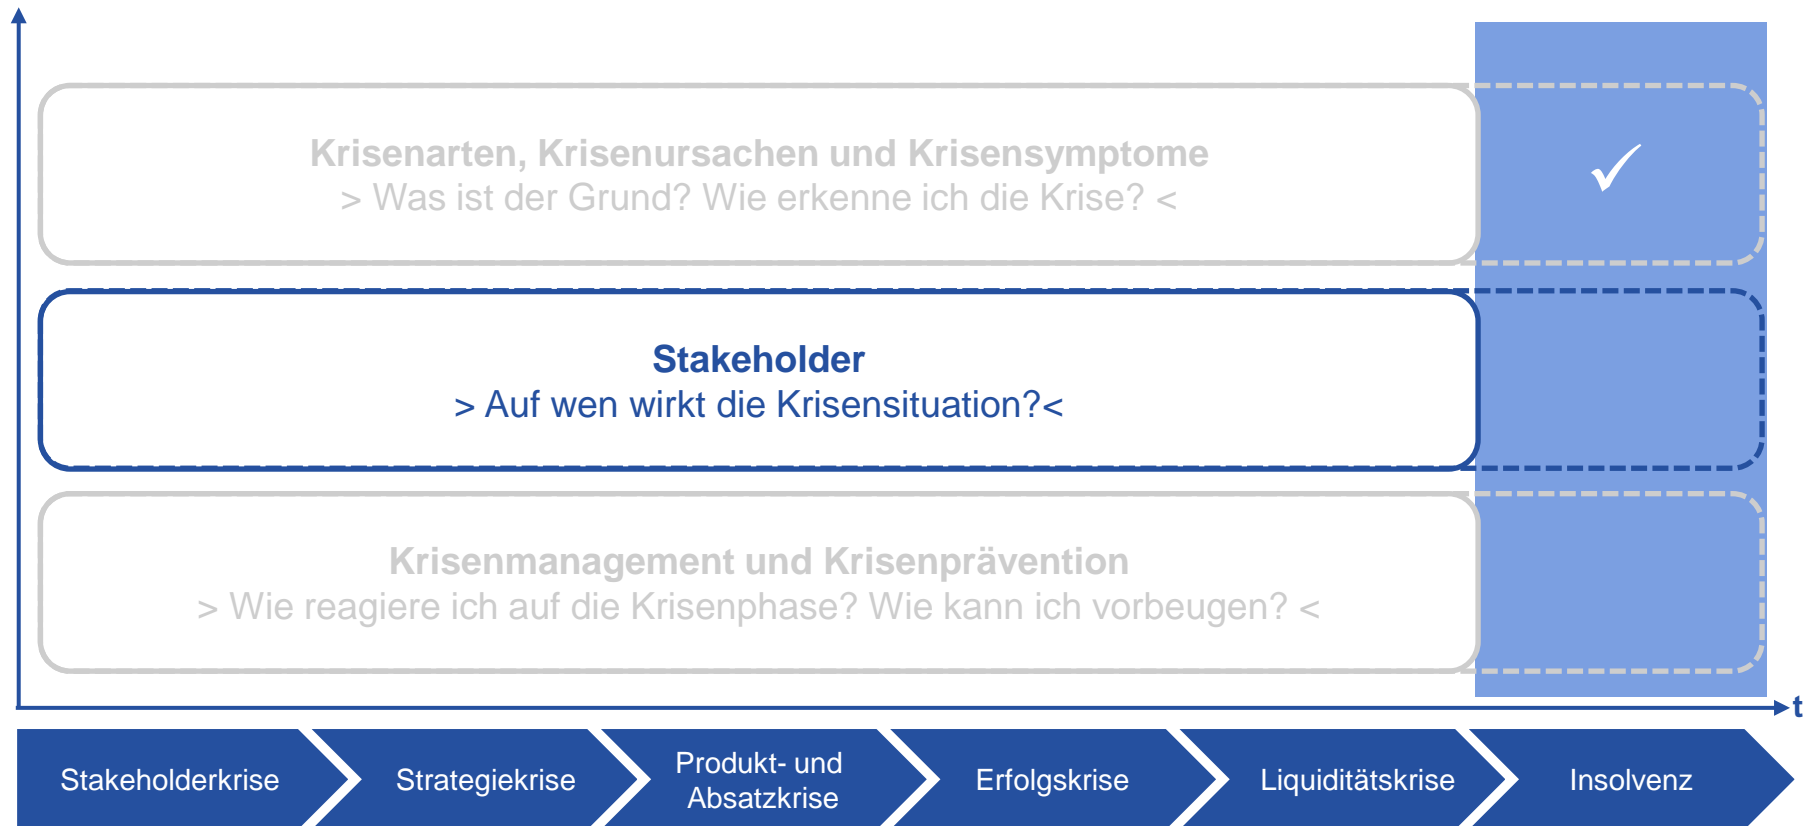 Krisenarten, Krisenursachen und Krisensymptome
> Was ist der Grund? Wie erkenne ich die Krise? <
Stakeholder
> Auf wen wirkt die Krisensituation?<
Krisenmanagement und Krisenprävention
> Wie reagiere ich auf die Krisenphase? Wie kann ich vorbeugen? <
t
Stakeholderkrise
Strategiekrise
Produkt- und
Absatzkrise
Erfolgskrise
Liquiditätskrise
Insolvenz